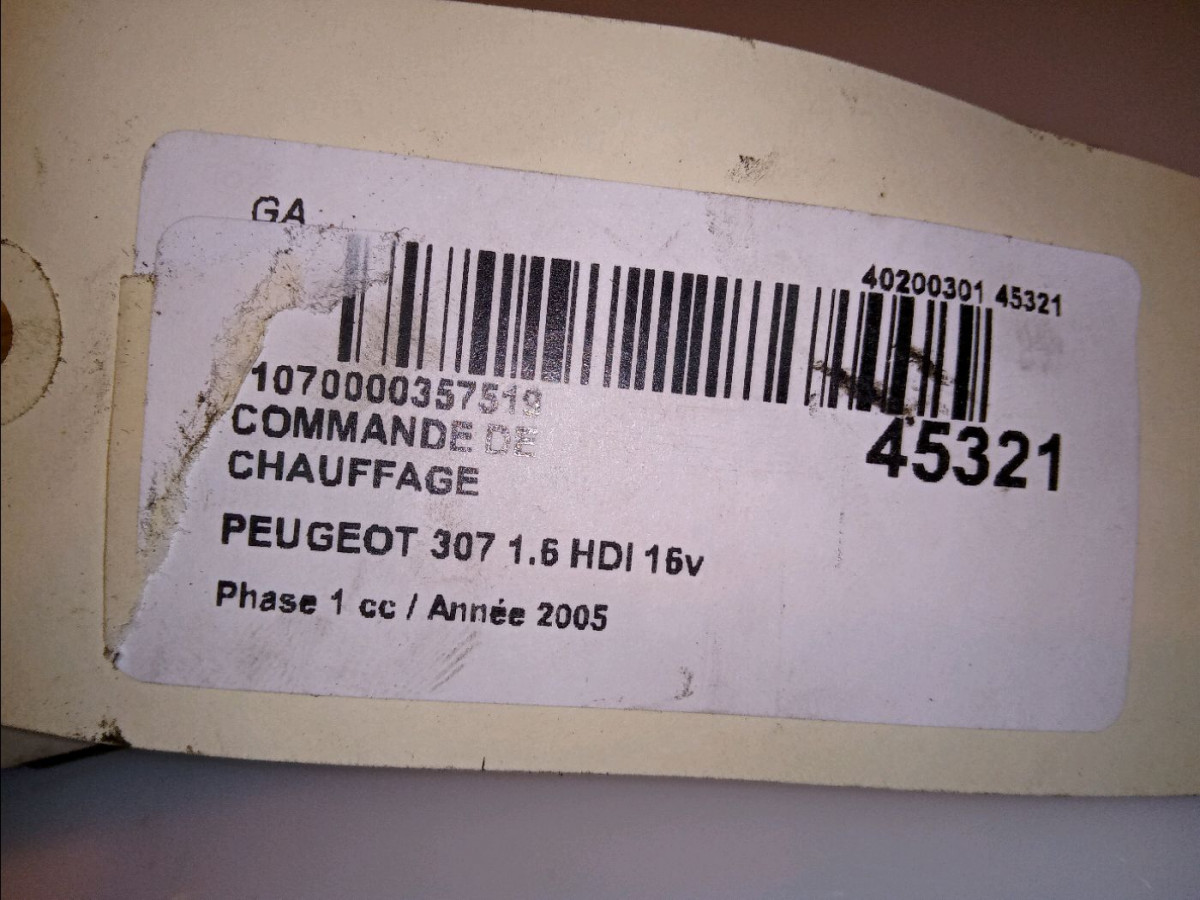 GA
40200301 45321
1070000357519
COMMANDE DE
CHAUFFAGE
45321
PEUGEOT 307 1.6 HDI 16v
Phase 1 cc / Année 2005